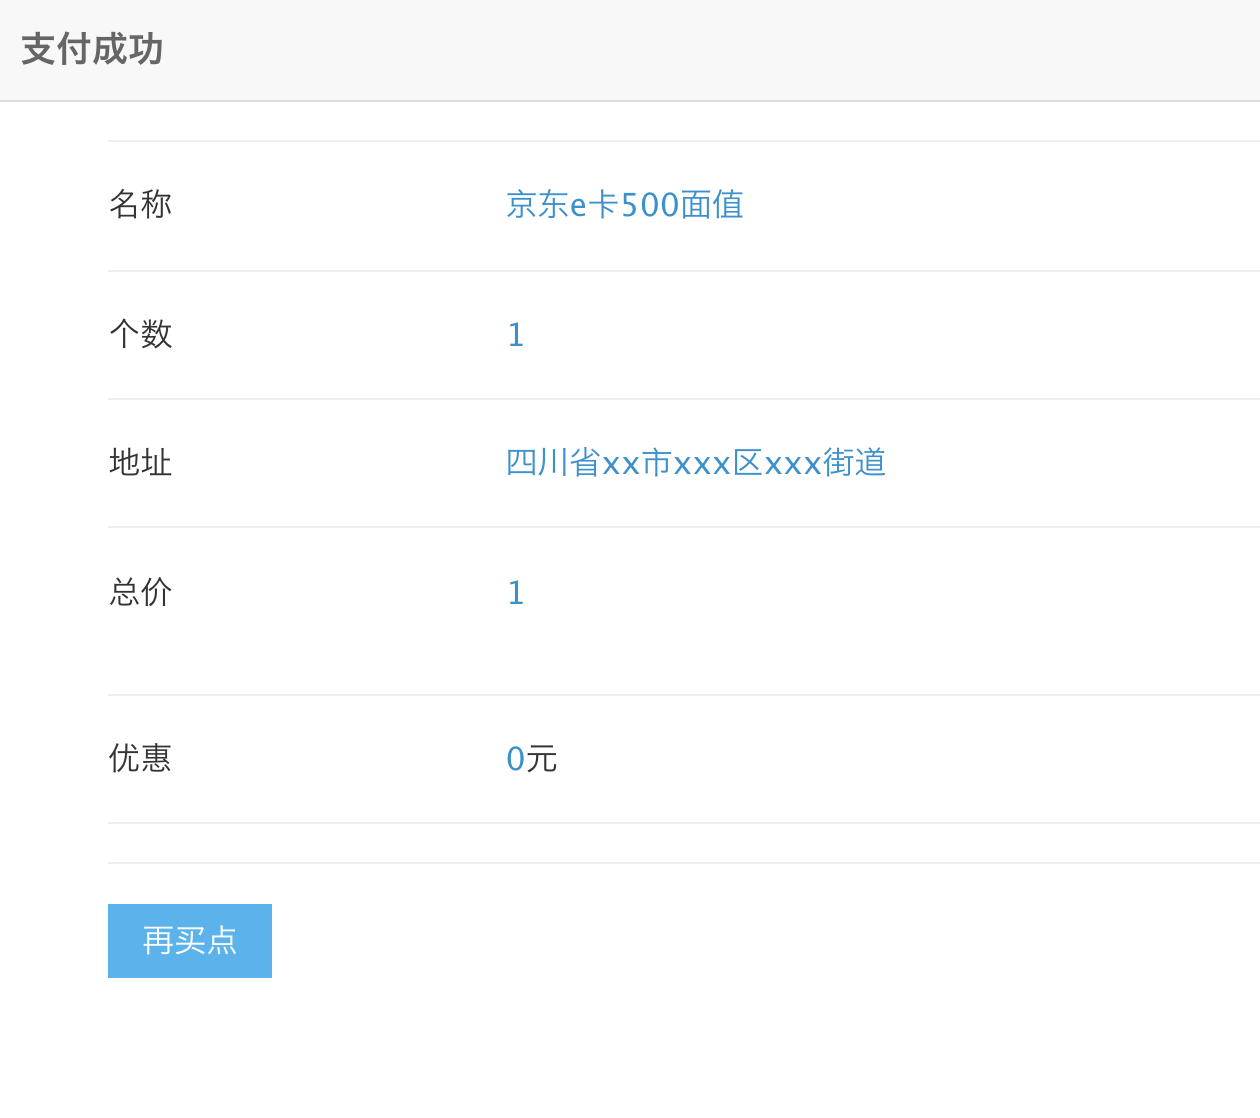 支付成功
名称 京东e卡500面值
个数 1
地址 四川省xx市xxx区xxx街道
总价 1
优惠 0元
再买点